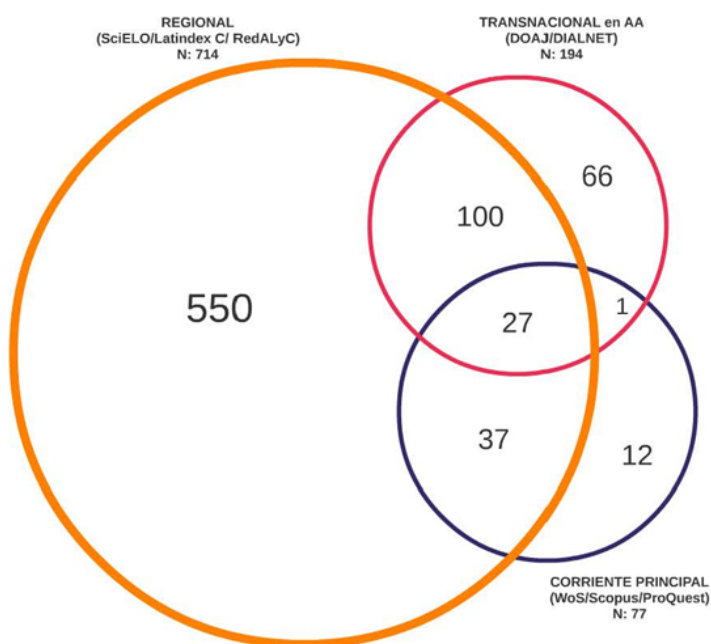 REGIONAL
(SciELO/Latindex C/ RedALyC)
N: 714
TRANSNACIONAL en AA
(DOAJ/DIALNET)
N: 194
66
100
550
27
1
37
12
CORRIENTE PRINCIPAL
(WoS/Scopus/ProQuest)
N: 77